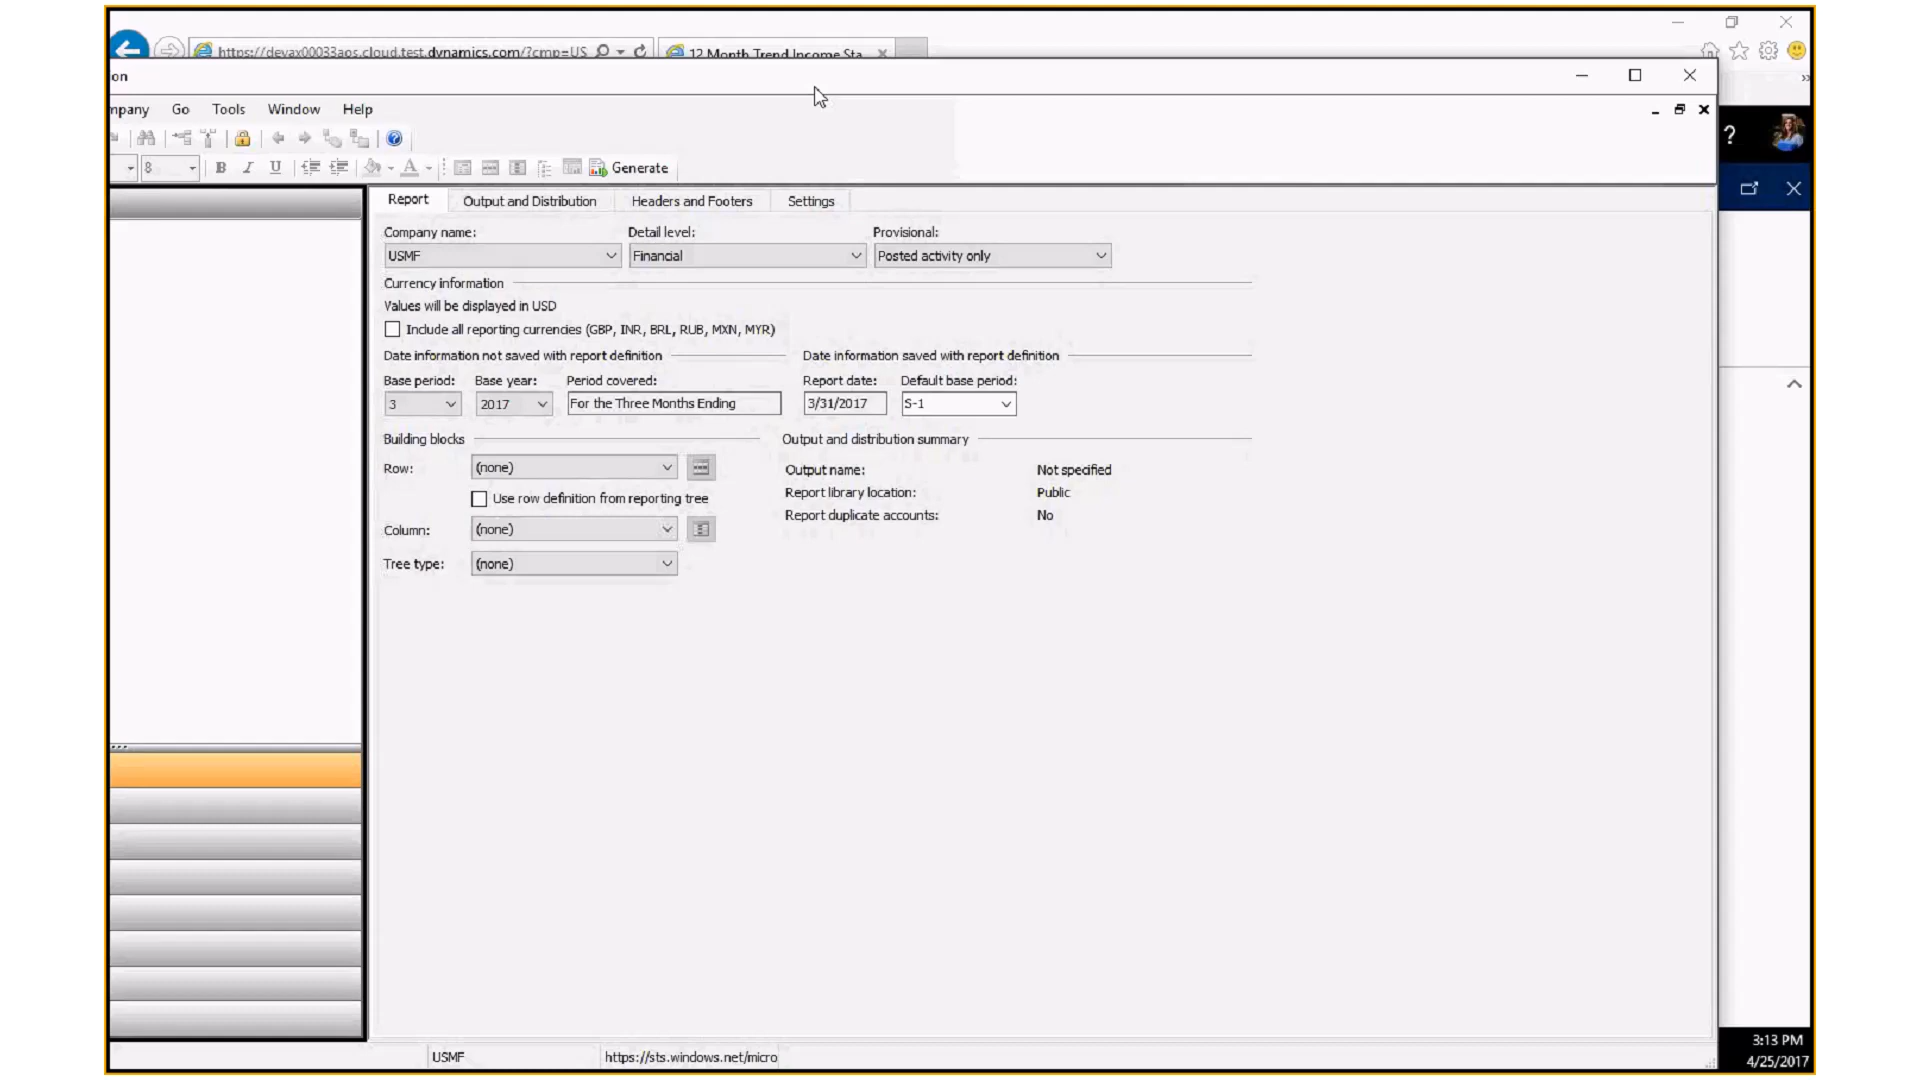 https://devax00033aos.cloud.test.dynamics.com/?cmp=US
12 Month Trend Income Sta...
on
mpany Go Tools Window Help
8 B I U A Generate
Report Output and Distribution Headers and Footers Settings
Company name: Detail level: Provisional:
USMF Financial Posted activity only
Currency information
Values will be displayed in USD
Include all reporting currencies (GBP, INR, BRL, RUB, MXN, MYR)
Date information not saved with report definition Date information saved with report definition
Base period: Base year: Period covered: Report date: Default base period:
3 2017 For the Three Months Ending 3/31/2017 S-1
Building blocks Output and distribution summary
Row: (none) Output name: Not specified
Use row definition from reporting tree Report library location: Public
Report duplicate accounts: No
Column: (none)
Tree type: (none)
USMF https://sts.windows.net/micro
3:13 PM
4/25/2017